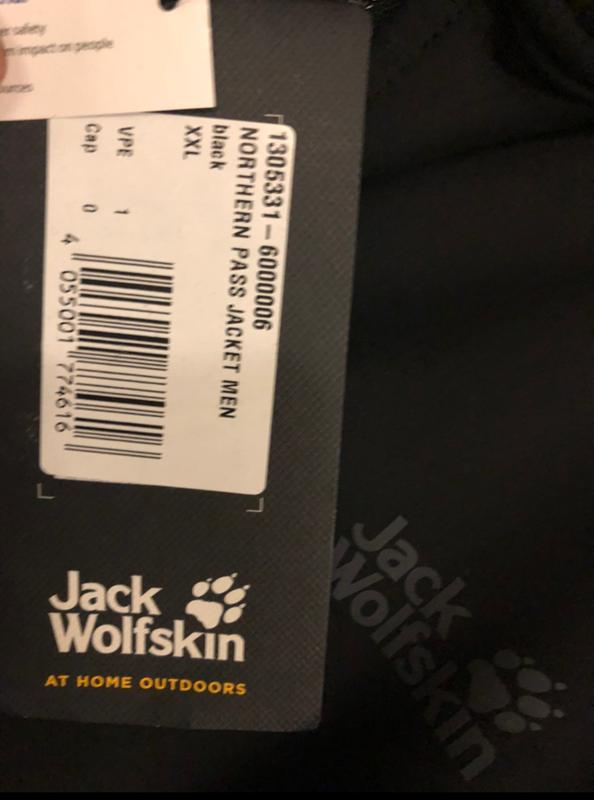 er safety
impact on people
1305331-6000006
NORTHERN PASS JACKET MEN
black
XXL
VPE 1
Cap 0
4 055001 774616
Jack
Wolfskin
AT HOME OUTDOORS
Jack
Wolfskin